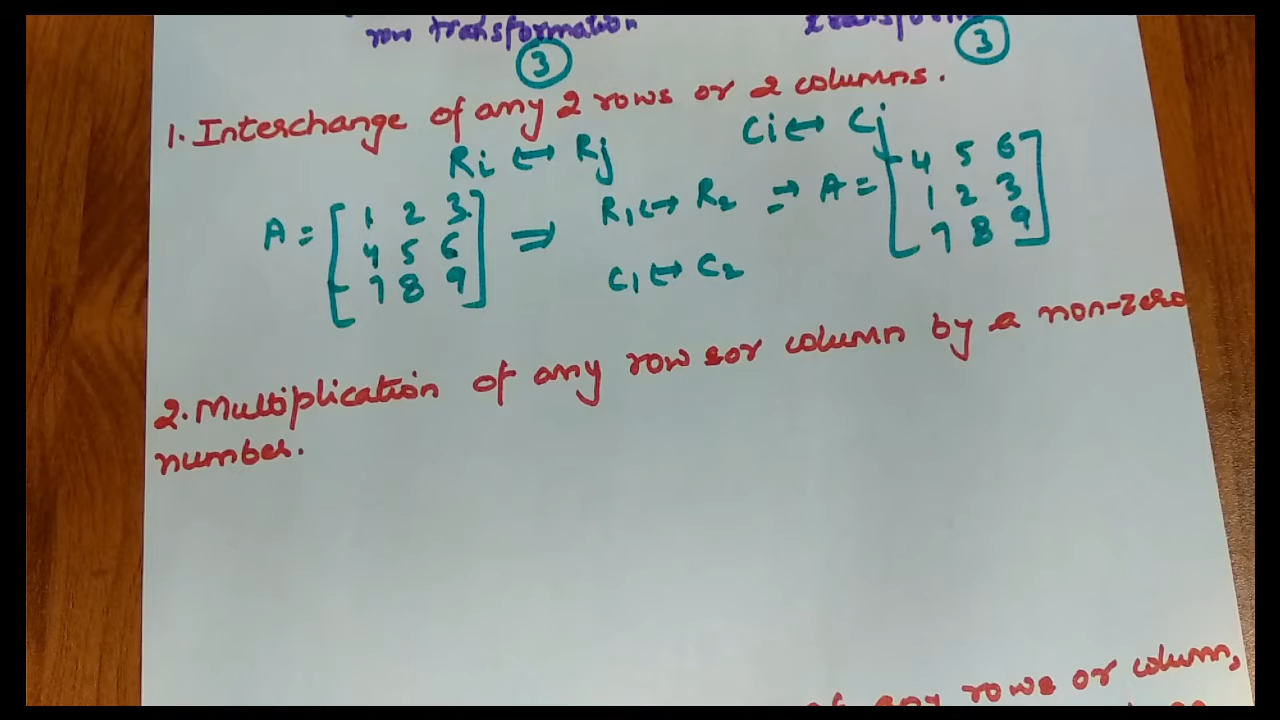 row transformation
③ ③
1. Interchange of any 2 rows or 2 columns.
Ri ↔ Rj Ci ↔ Cj
A = [1 2 3 ⇒ R1 ↔ R2 ⇒ A = [4 5 6
4 5 6 1 2 3
7 8 9] C1 ↔ C2 7 8 9]
2. Multiplication of any row or column by a non-zero
number.
of any rows or column,